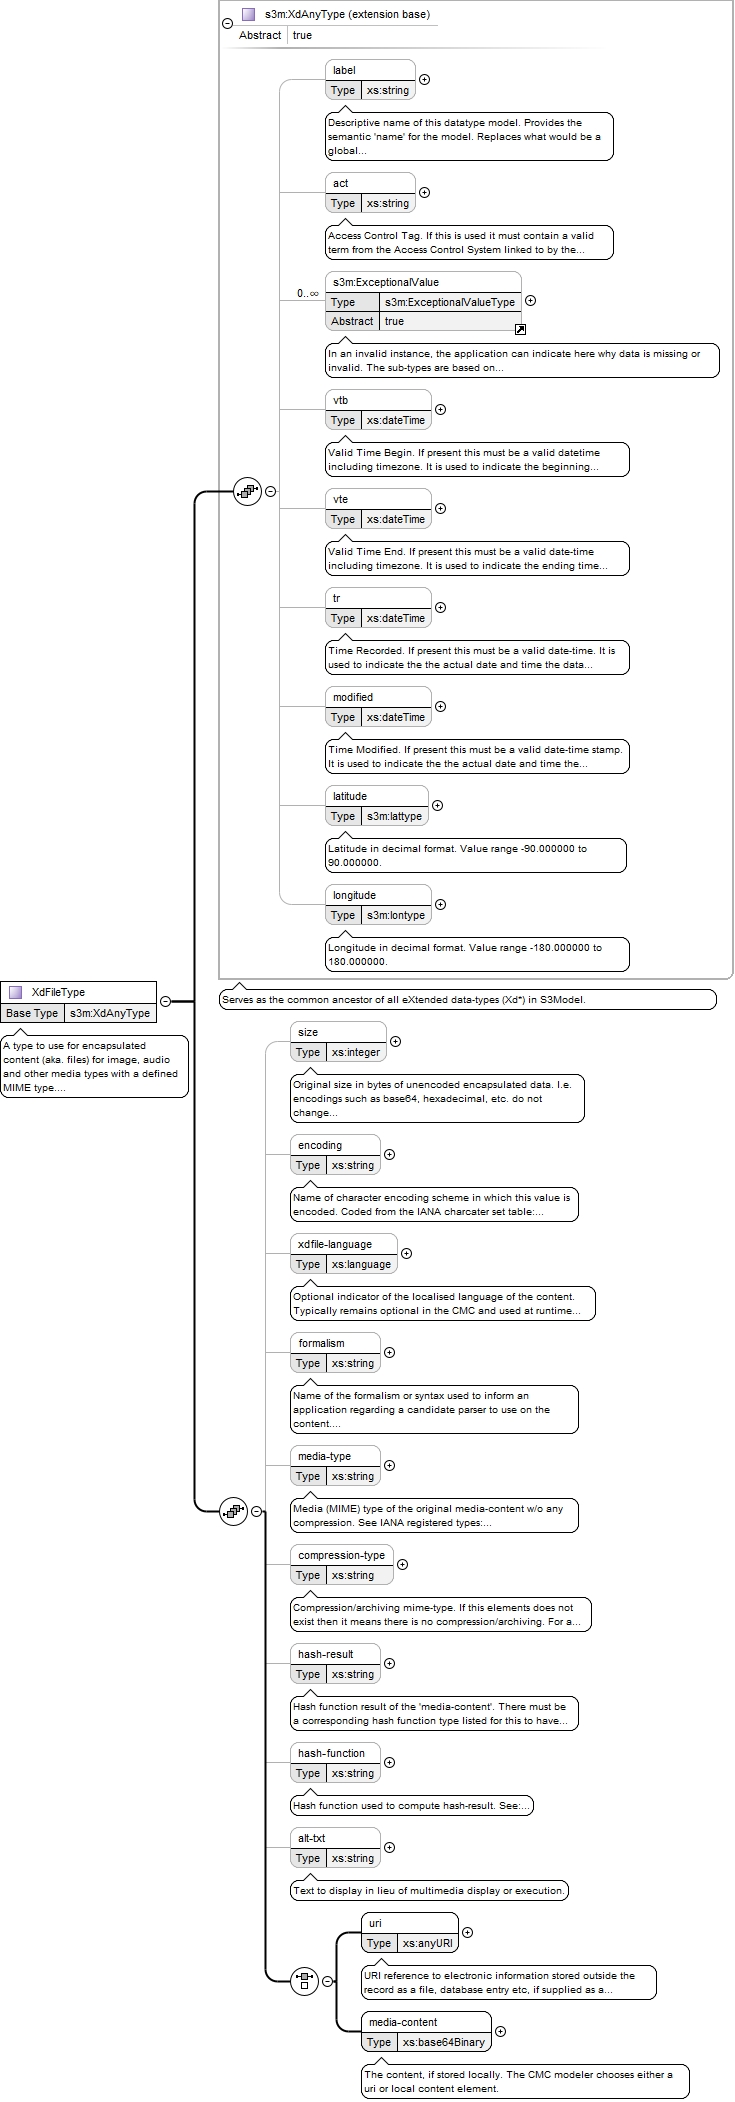 s3m:XdAnyType (extension base)
Abstract true
label
Type xs:string
Descriptive name of this datatype model. Provides the
semantic 'name' for the model. Replaces what would be a
global...
act
Type xs:string
Access Control Tag. If this is used it must contain a valid
term from the Access Control System linked to by the...
0..∞
s3m:ExceptionalValue
Type s3m:ExceptionalValueType
Abstract true
In an invalid instance, the application can indicate here why data is missing or
invalid. The sub-types are based on...
vtb
Type xs:dateTime
Valid Time Begin. If present this must be a valid datetime
including timezone. It is used to indicate the beginning...
vte
Type xs:dateTime
Valid Time End. If present this must be a valid date-time
including timezone. It is used to indicate the ending time...
tr
Type xs:dateTime
Time Recorded. If present this must be a valid date-time. It is
used to indicate the the actual date and time the data...
modified
Type xs:dateTime
Time Modified. If present this must be a valid date-time stamp.
It is used to indicate the the actual date and time the...
latitude
Type s3m:lattype
Latitude in decimal format. Value range -90.000000 to
90.000000.
longitude
Type s3m:lontype
Longitude in decimal format. Value range -180.000000 to
180.000000.
Serves as the common ancestor of all eXtended data-types (Xd*) in S3Model.
XdFileType
Base Type s3m:XdAnyType
A type to use for encapsulated
content (aka. files) for image, audio
and other media types with a defined
MIME type....
size
Type xs:integer
Original size in bytes of unencoded encapsulated data. I.e.
encodings such as base64, hexadecimal, etc. do not
change...
encoding
Type xs:string
Name of character encoding scheme in which this value is
encoded. Coded from the IANA charcater set table:...
xdfile-language
Type xs:language
Optional indicator of the localised language of the content.
Typically remains optional in the CMC and used at runtime...
formalism
Type xs:string
Name of the formalism or syntax used to inform an
application regarding a candidate parser to use on the
content....
media-type
Type xs:string
Media (MIME) type of the original media-content w/o any
compression. See IANA registered types:...
compression-type
Type xs:string
Compression/archiving mime-type. If this elements does not
exist then it means there is no compression/archiving. For a...
hash-result
Type xs:string
Hash function result of the 'media-content'. There must be
a corresponding hash function type listed for this to have...
hash-function
Type xs:string
Hash function used to compute hash-result. See:...
alt-txt
Type xs:string
Text to display in lieu of multimedia display or execution.
uri
Type xs:anyURI
URI reference to electronic information stored outside the
record as a file, database entry etc, if supplied as a...
media-content
Type xs:base64Binary
The content, if stored locally. The CMC modeler chooses either a
uri or local content element.